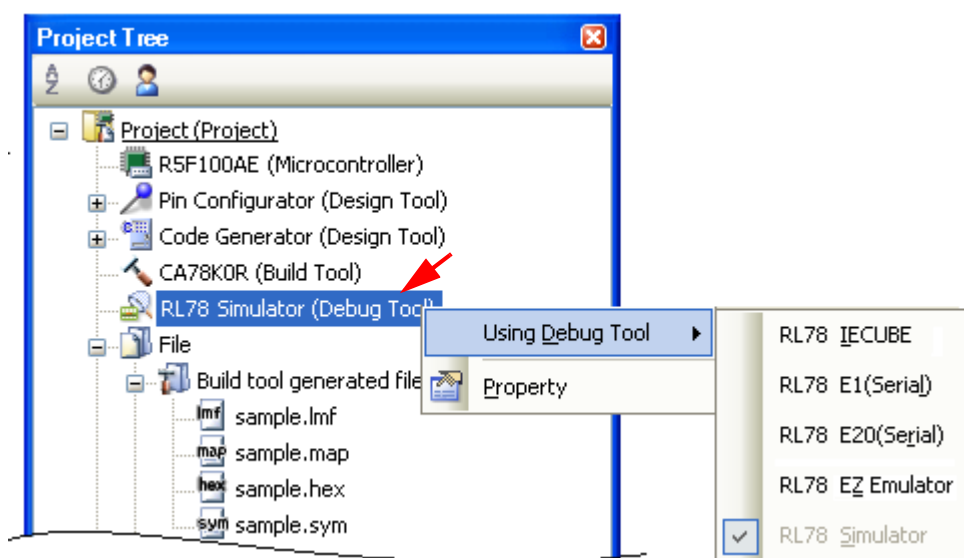 Project Tree
Project (Project)
R5F100AE (Microcontroller)
Pin Configurator (Design Tool)
Code Generator (Design Tool)
CA78K0R (Build Tool)
RL78 Simulator (Debug Tool)
File
Build tool generated file
lmf sample.lmf
map sample.map
hex sample.hex
sym sample.sym
Using Debug Tool
Property
RL78 IECUBE
RL78 E1(Serial)
RL78 E20(Serial)
RL78 EZ Emulator
RL78 Simulator